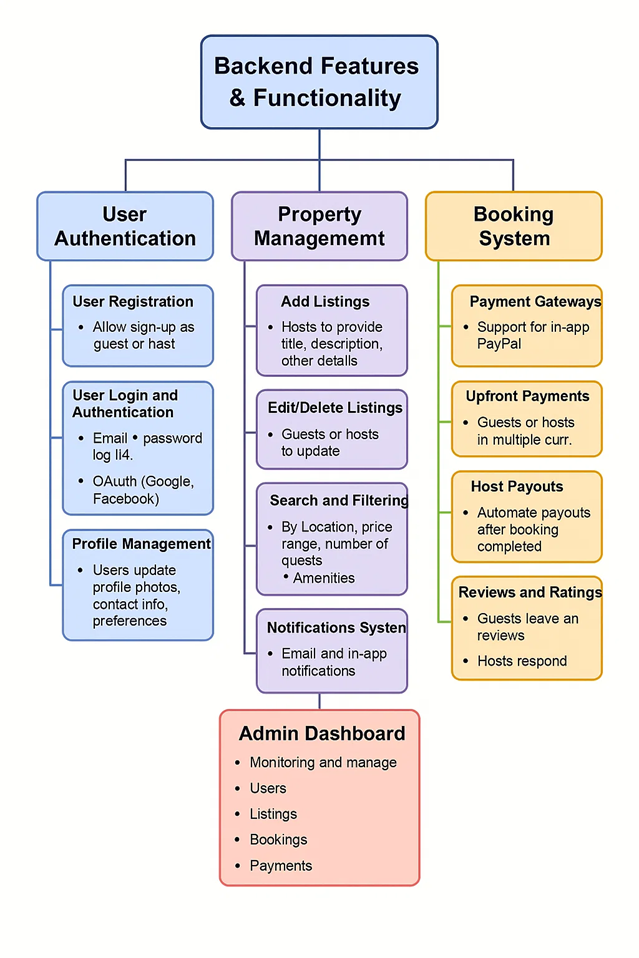 Backend Features
& Functionality
User
Authentication
User Registration
• Allow sign-up as
guest or hast
User Login and
Authentication
• Email • password
log li4.
• OAuuth (Google,
Facebook)
Profile Management
• Users update
profile photos,
contact info,
preferences
Property
Managememt
Add Listings
• Hosts to provide
title, description,
other detalls
Edit/Delete Listings
• Guests or hosts
to update
Search and Filtering
• By Location, price
range, number of
quests
• Amenities
Notifications Systen
• Email and in-app
notifications
Booking
System
Payment Gateways
• Support for in-app
PayPal
Upfront Payments
• Guests or hosts
in multiple curr.
Host Payouts
• Automate payouts
after booking
completed
Reviews and Ratings
• Guests leave an
reviews
• Hosts respond
Admin Dashboard
• Monitoring and manage
• Users
• Listings
• Bookings
• Payments